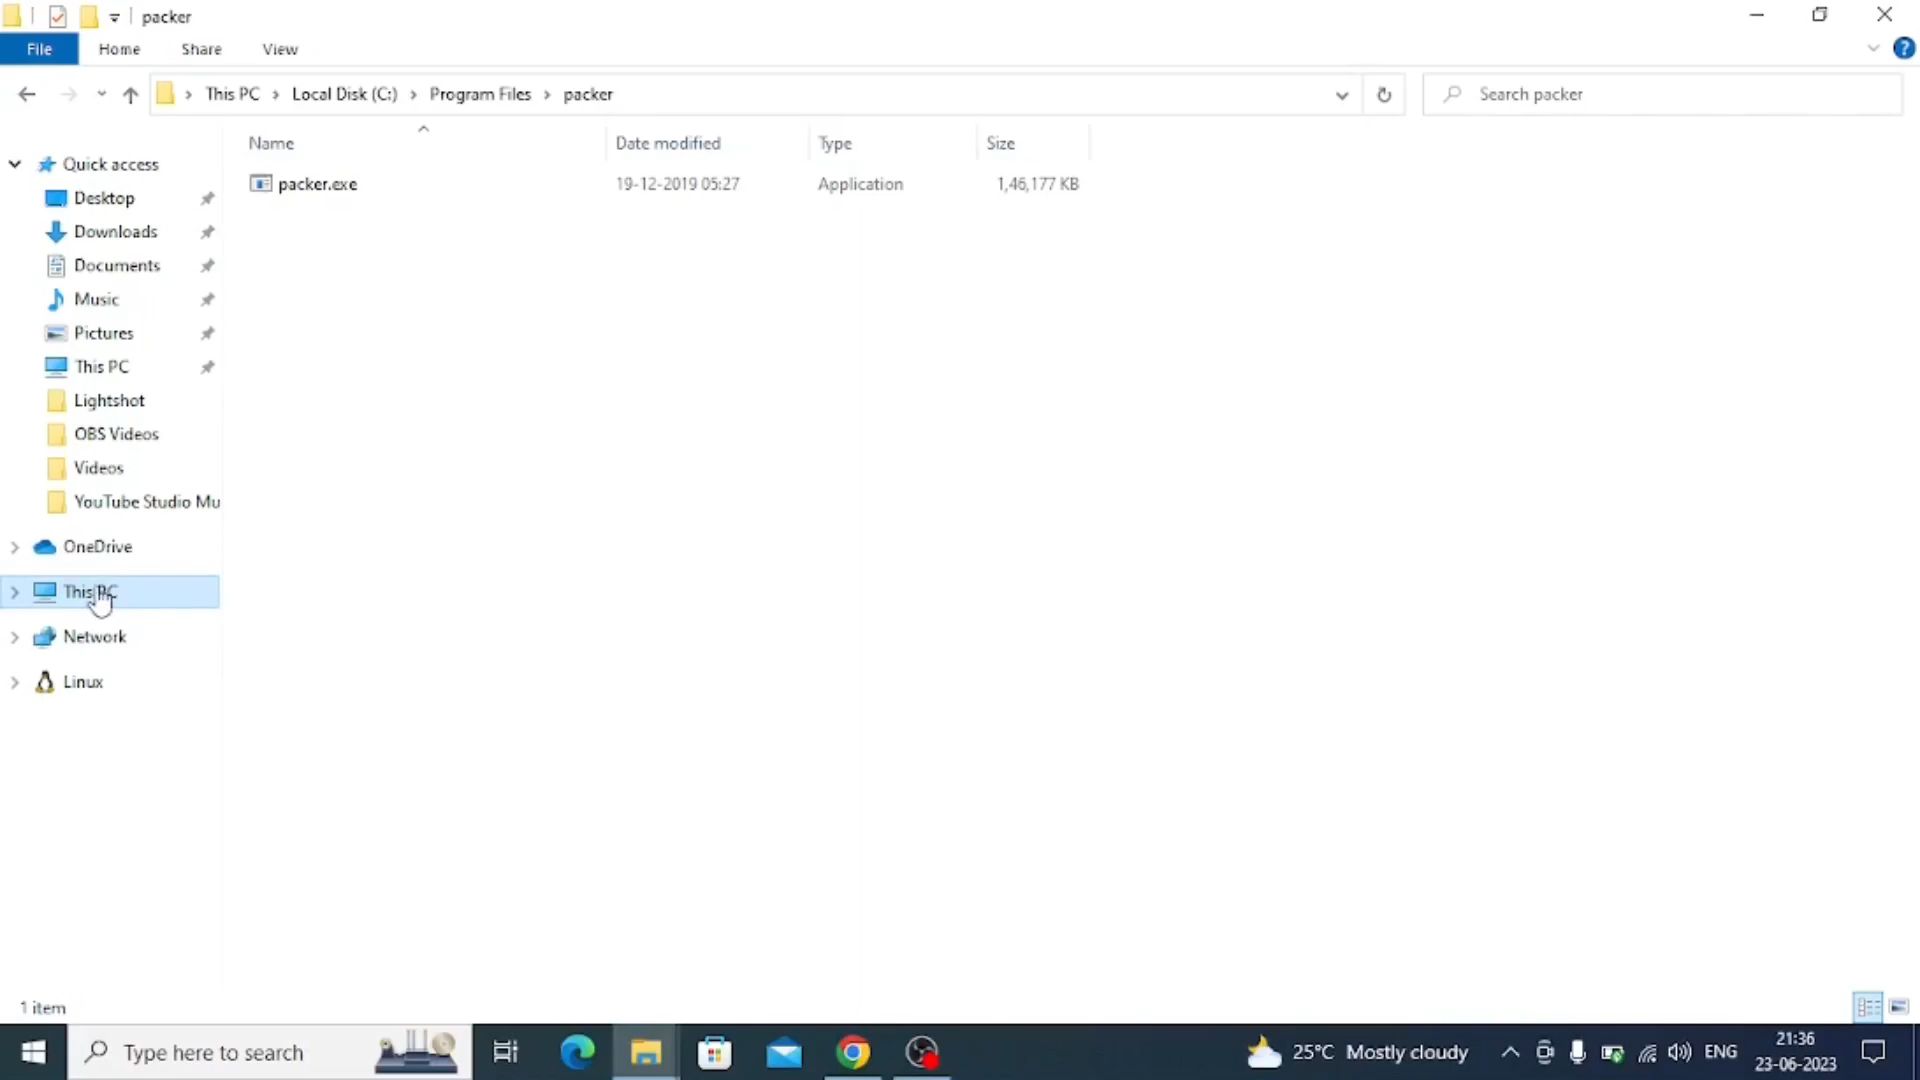 packer
File Home Share View
This PC Local Disk (C:) Program Files packer
Search packer
Name Date modified Type Size
packer.exe 19-12-2019 05:27 Application 1,46,177 KB
Quick access
Desktop
Downloads
Documents
Music
Pictures
This PC
Lightshot
OBS Videos
Videos
YouTube Studio Mu
OneDrive
This PC
Network
Linux
1 item
Type here to search
25°C Mostly cloudy
ENG
21:36
23-06-2023